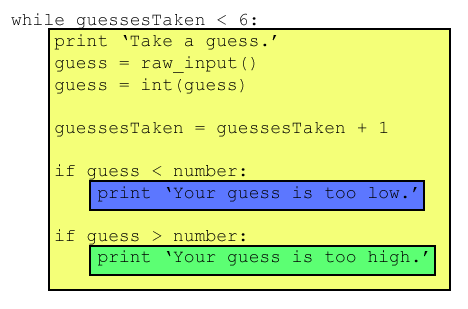 while guessesTaken < 6:
print ‘Take a guess.’
guess = raw_input()
guess = int(guess)
guessesTaken = guessesTaken + 1
if guess < number:
print ‘Your guess is too low.’
if guess > number:
print ‘Your guess is too high.’